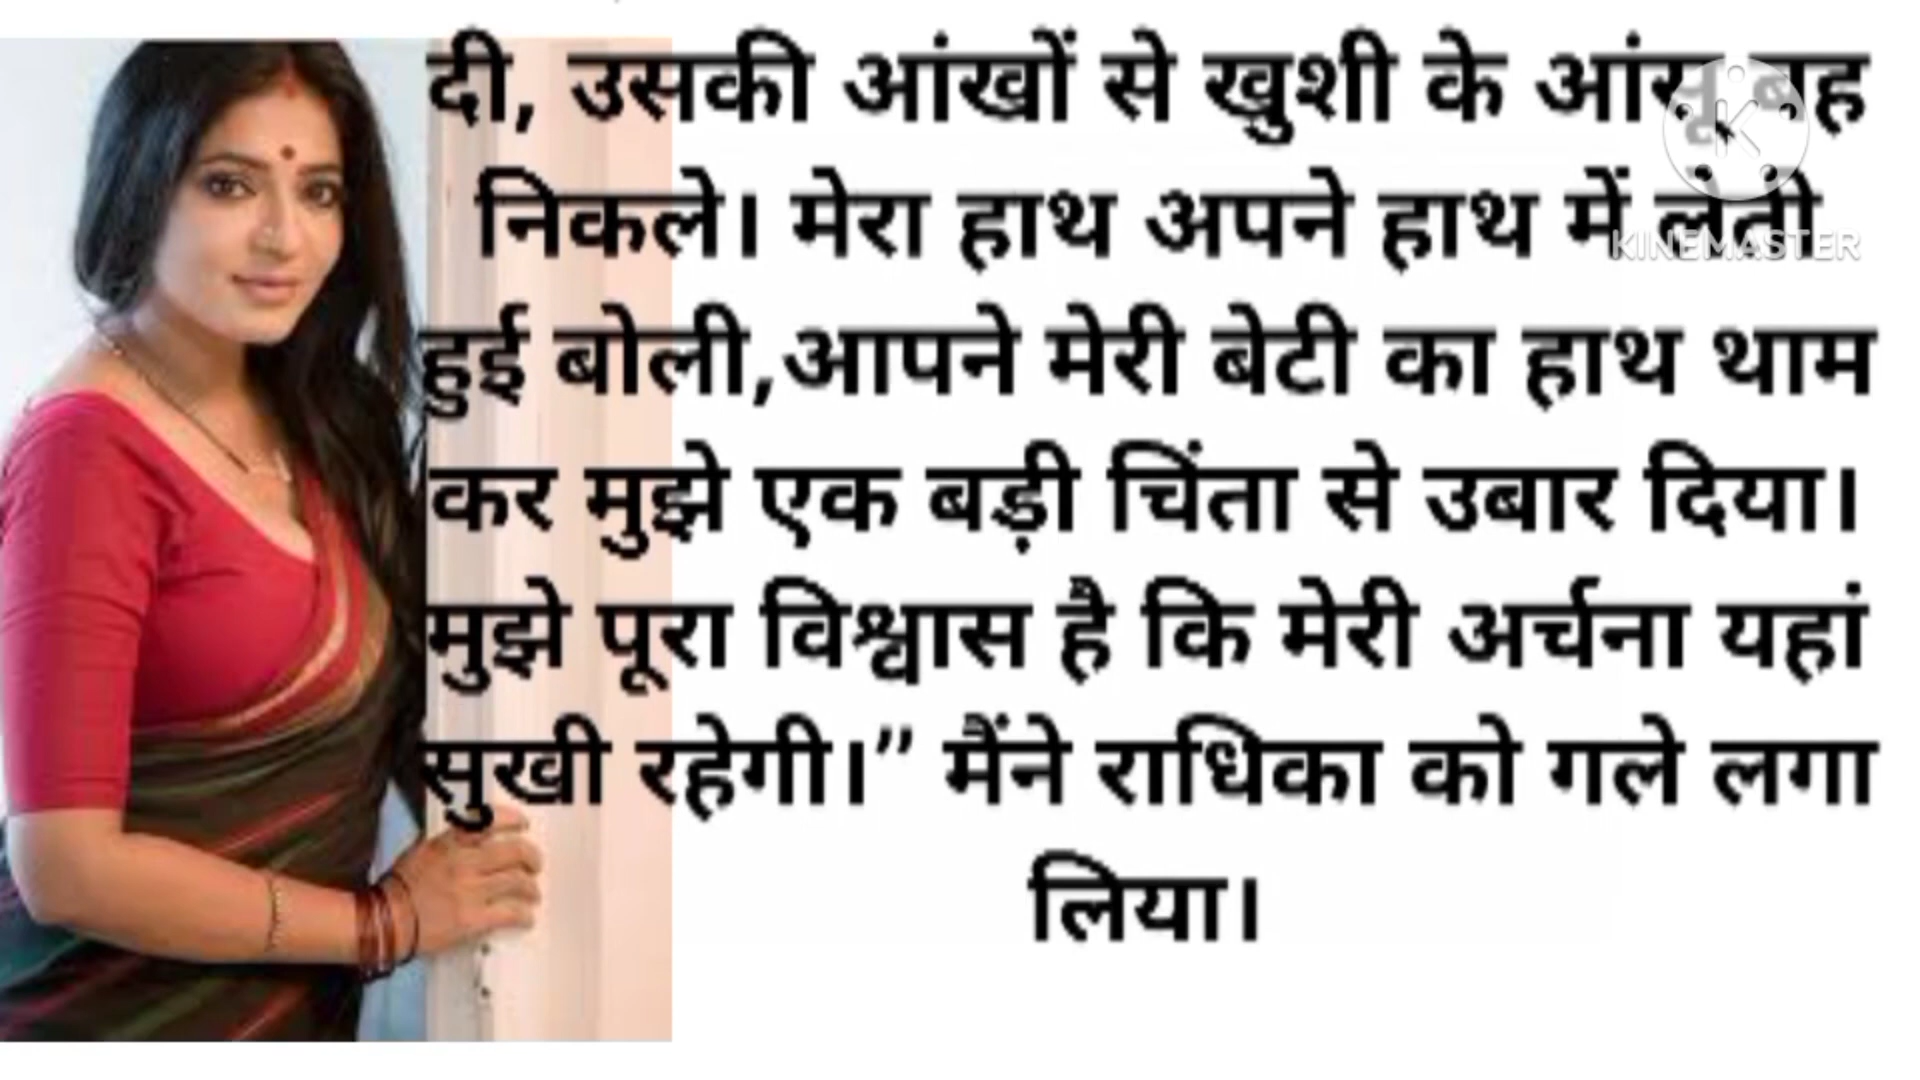 दी, उसकी आंखों से खुशी के आंसू बह
निकले। मेरा हाथ अपने हाथ में लेती
हुई बोली,आपने मेरी बेटी का हाथ थाम
कर मुझे एक बड़ी चिंता से उबार दिया।
मुझे पूरा विश्वास है कि मेरी अर्चना यहां
सुखी रहेगी।” मैंने राधिका को गले लगा
लिया।
K
KINEMASTER